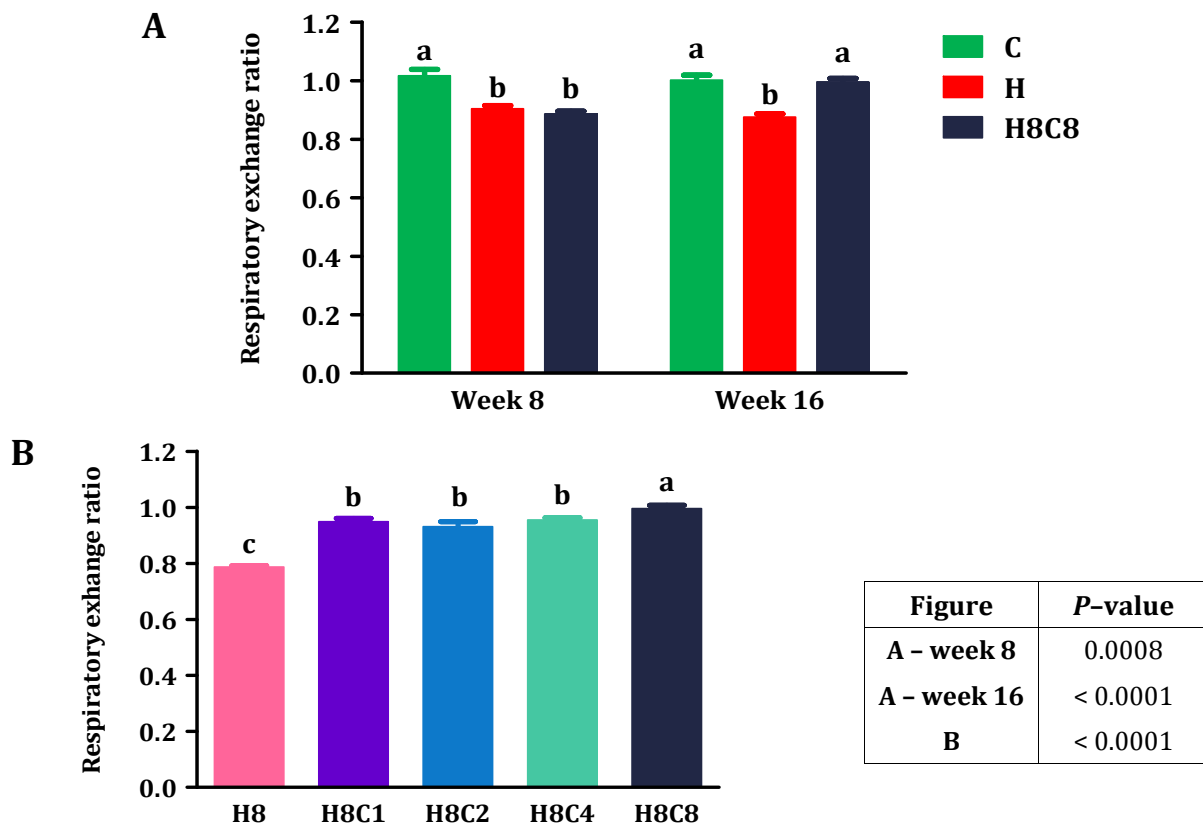 A
Respiratory exchange ratio
1.2
1.0
0.8
0.6
0.4
0.2
0.0
a
b
b
a
b
a
Week 8
Week 16
C
H
H8C8
B
Respiratory exhange ratio
1.2
1.0
0.8
0.6
0.4
0.2
0.0
c
b
b
b
a
H8
H8C1
H8C2
H8C4
H8C8
Figure P–value
A – week 8 0.0008
A – week 16 < 0.0001
B < 0.0001